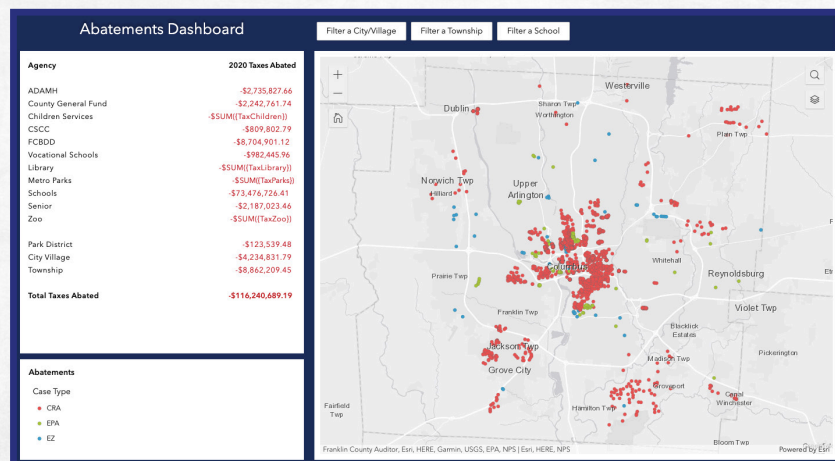 Abatements Dashboard
Filter a City/Village
Filter a Township
Filter a School
Agency 2020 Taxes Abated
ADAMH -$2,735,827.66
County General Fund -$2,242,761.74
Children Services -$SUM({TaxChildren})
CSCC -$809,802.79
FCBDD -$8,704,901.12
Vocational Schools -$982,445.96
Library -$SUM({TaxLibrary})
Metro Parks -$SUM({TaxParks})
Schools -$73,476,726.41
Senior -$2,187,023.46
Zoo -$SUM({TaxZoo})
Park District -$123,539.48
City Village -$4,234,831.79
Township -$8,862,209.45
Total Taxes Abated -$116,240,689.19
Abatements
Case Type
CRA
EPA
EZ
Westerville
Dublin
Sharon Twp
Worthington
Plain Twp
Norwich Twp
Hilliard
Upper
Arlington
Columbus
Whitehall
Reynoldsburg
Prairie Twp
Franklin Twp
Violet Twp
Blacklick
Estates
Jackson Twp
Madison Twp
Pickerington
Grove City
Groveport
Canal
Winchester
Fairfield
Twp
Hamilton Twp
Bloom Twp
Franklin County Auditor, Esri, HERE, Garmin, USGS, EPA, NPS | Esri, HERE, NPS
Powered by Esri